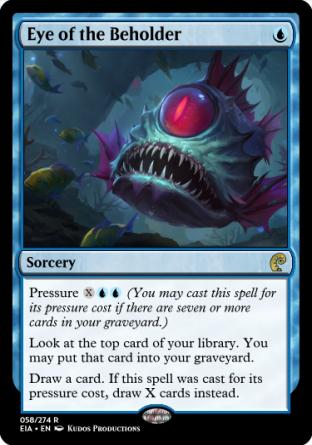 Eye of the Beholder
Sorcery
Pressure X (You may cast this spell for
its pressure cost if there are seven or more
cards in your graveyard.)
Look at the top card of your library. You
may put that card into your graveyard.
Draw a card. If this spell was cast for its
pressure cost, draw X cards instead.
058/274 R
EIA • EN Kudos Productions